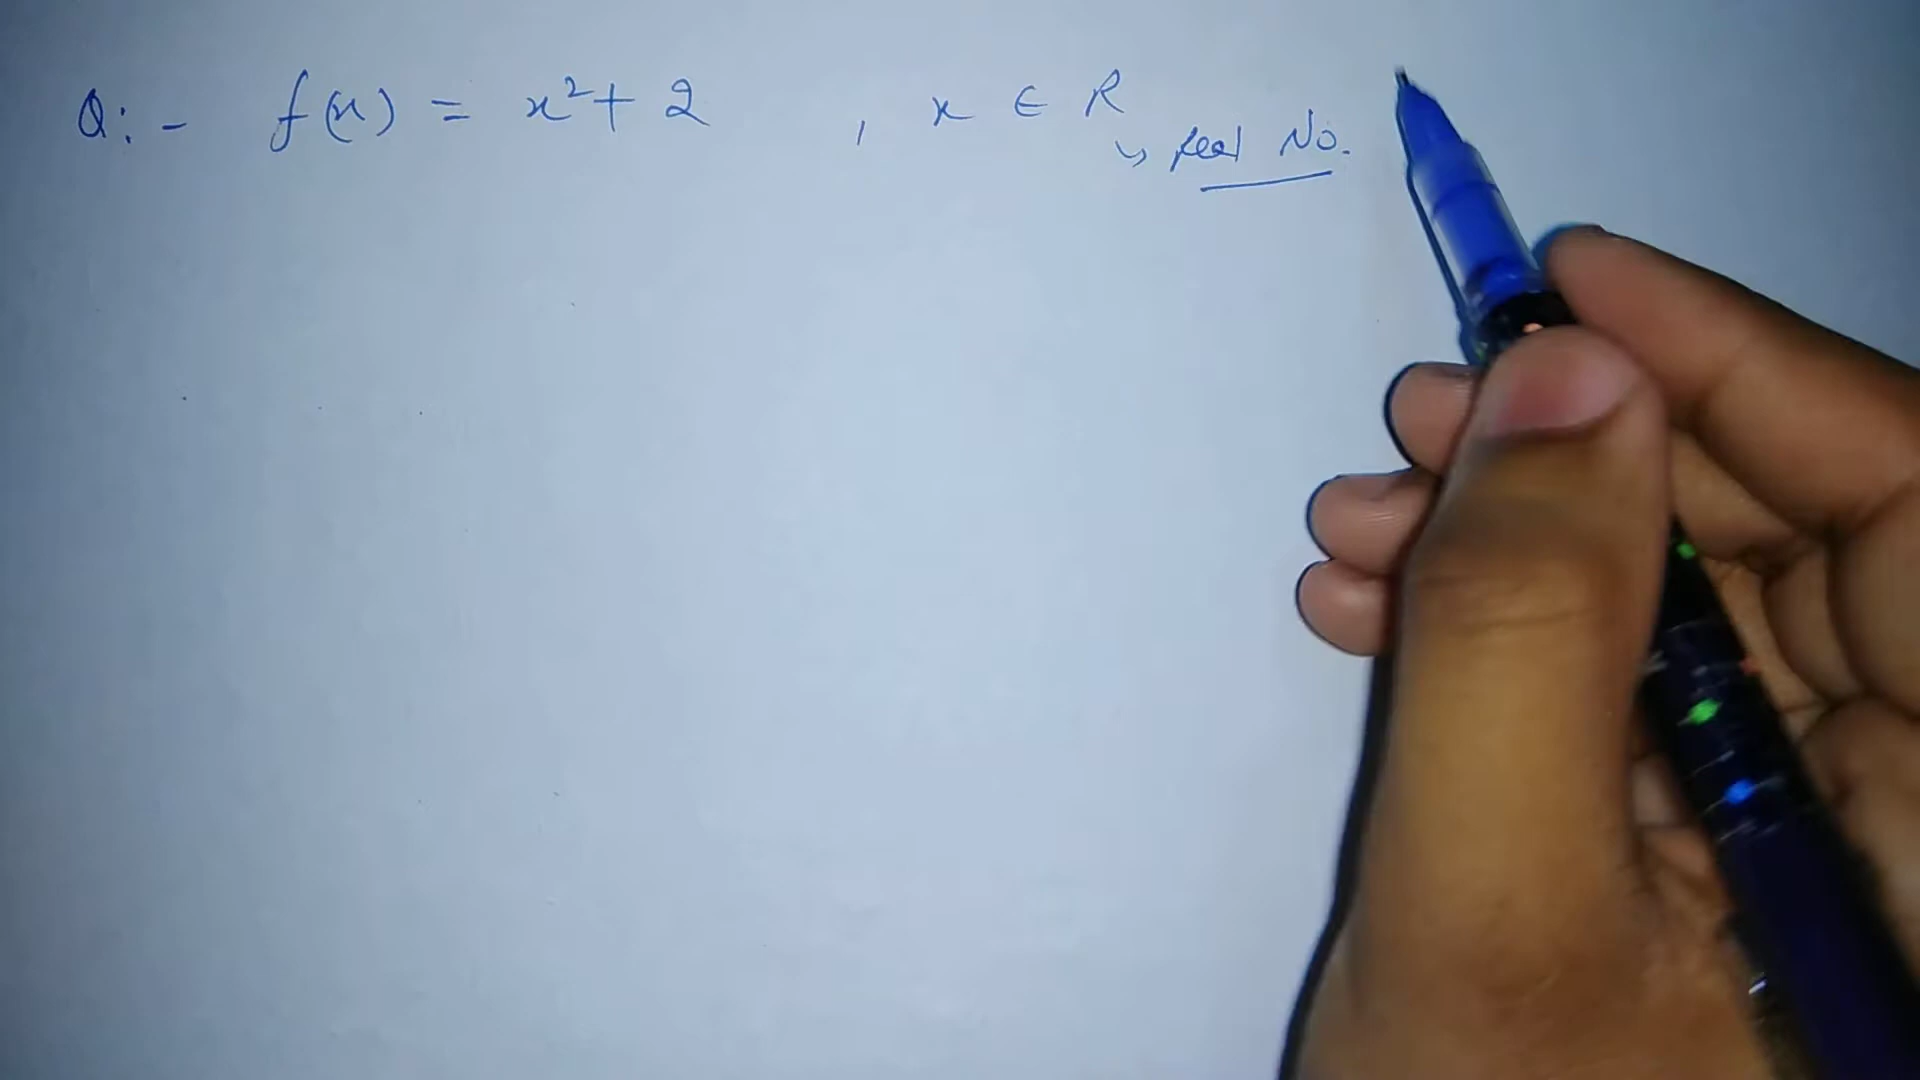 Q:- f(x) = x²+ 2 , x ∈ R
↳ real No.